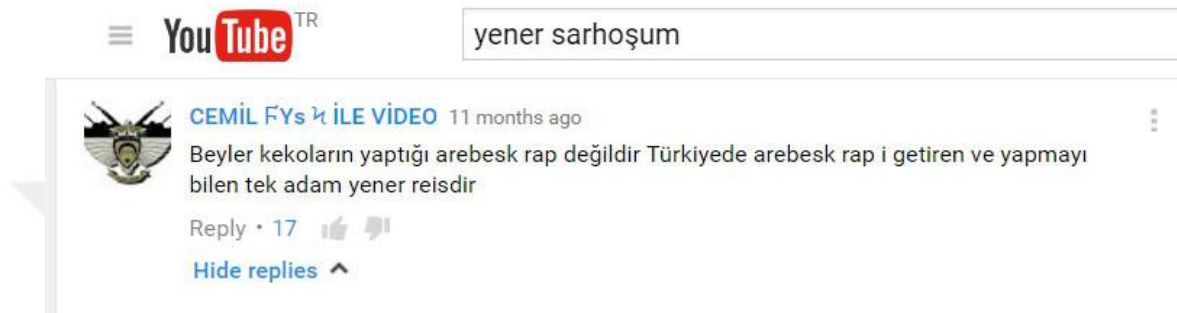 YouTube TR
yener sarhoşum
CEMİL ϜYs Ϟ İLE VİDEO 11 months ago
Beyler kekoların yaptığı arebesk rap değildir Türkiyede arebesk rap i getiren ve yapmayı
bilen tek adam yener reisdir
Reply • 17
Hide replies